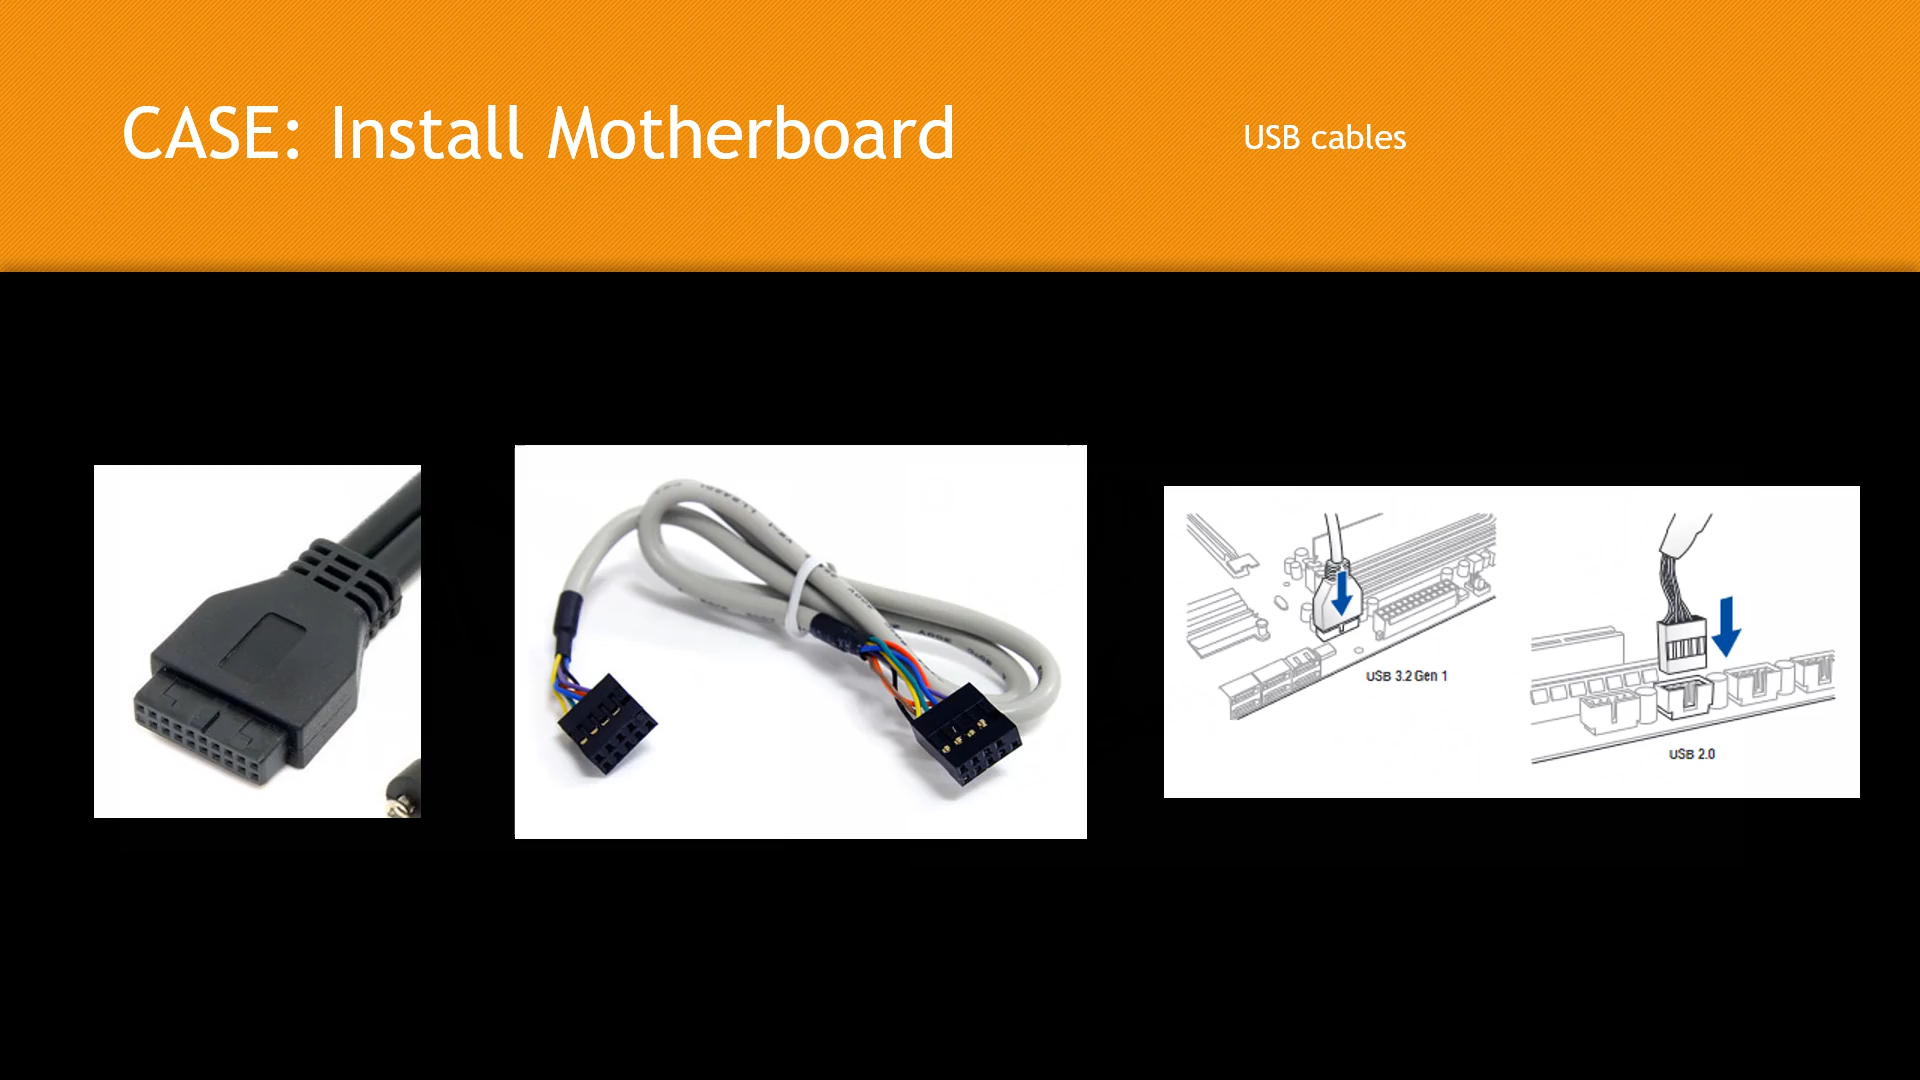 CASE: Install Motherboard
USB cables
USB 3.2 Gen 1
USB 2.0